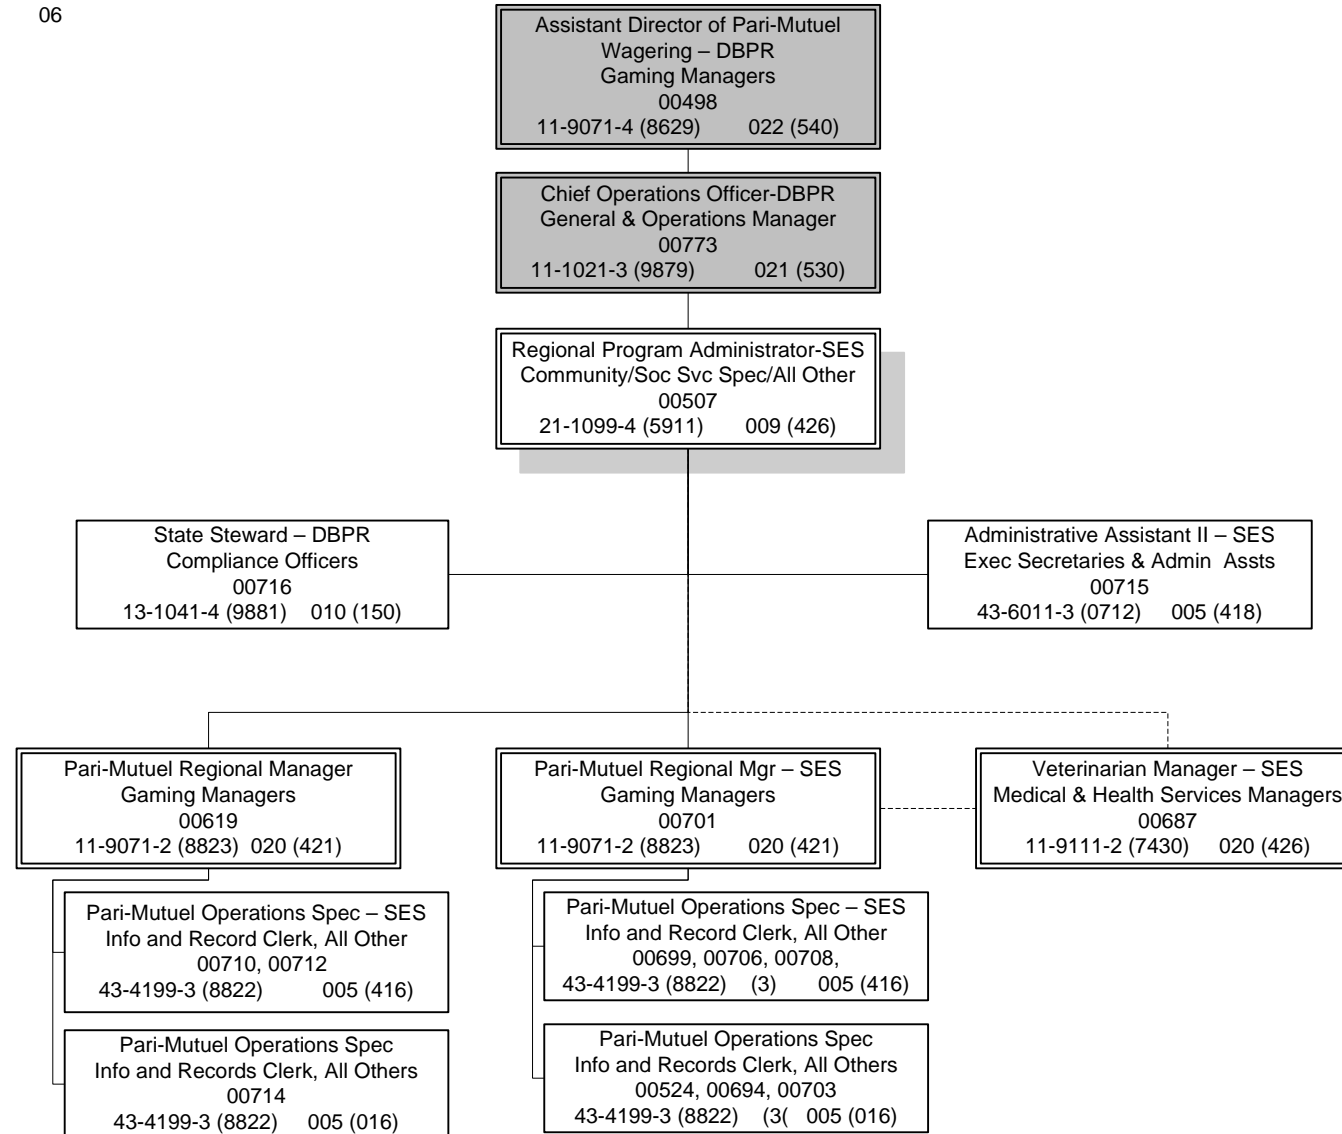 06
Assistant Director of Pari-Mutuel
Wagering – DBPR
Gaming Managers
00498
11-9071-4 (8629) 022 (540)
Chief Operations Officer-DBPR
General & Operations Manager
00773
11-1021-3 (9879) 021 (530)
Regional Program Administrator-SES
Community/Soc Svc Spec/All Other
00507
21-1099-4 (5911) 009 (426)
State Steward – DBPR
Compliance Officers
00716
13-1041-4 (9881) 010 (150)
Administrative Assistant II – SES
Exec Secretaries & Admin Assts
00715
43-6011-3 (0712) 005 (418)
Pari-Mutuel Regional Manager
Gaming Managers
00619
11-9071-2 (8823) 020 (421)
Pari-Mutuel Regional Mgr – SES
Gaming Managers
00701
11-9071-2 (8823) 020 (421)
Veterinarian Manager – SES
Medical & Health Services Managers
00687
11-9111-2 (7430) 020 (426)
Pari-Mutuel Operations Spec – SES
Info and Record Clerk, All Other
00710, 00712
43-4199-3 (8822) 005 (416)
Pari-Mutuel Operations Spec
Info and Records Clerk, All Others
00714
43-4199-3 (8822) 005 (016)
Pari-Mutuel Operations Spec – SES
Info and Record Clerk, All Other
00699, 00706, 00708,
43-4199-3 (8822) (3) 005 (416)
Pari-Mutuel Operations Spec
Info and Records Clerk, All Others
00524, 00694, 00703
43-4199-3 (8822) (3( 005 (016)